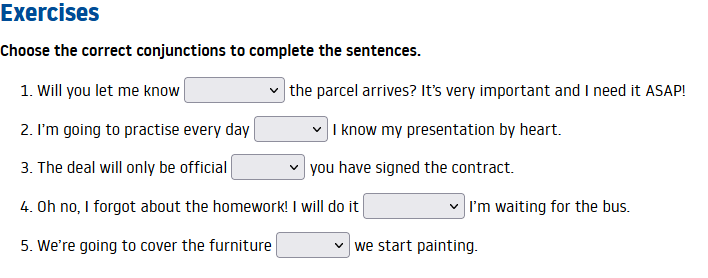 Exercises
Choose the correct conjunctions to complete the sentences.
1. Will you let me know the parcel arrives? It's very important and I need it ASAP!
2. I'm going to practise every day I know my presentation by heart.
3. The deal will only be official you have signed the contract.
4. Oh no, I forgot about the homework! I will do it I'm waiting for the bus.
5. We're going to cover the furniture we start painting.